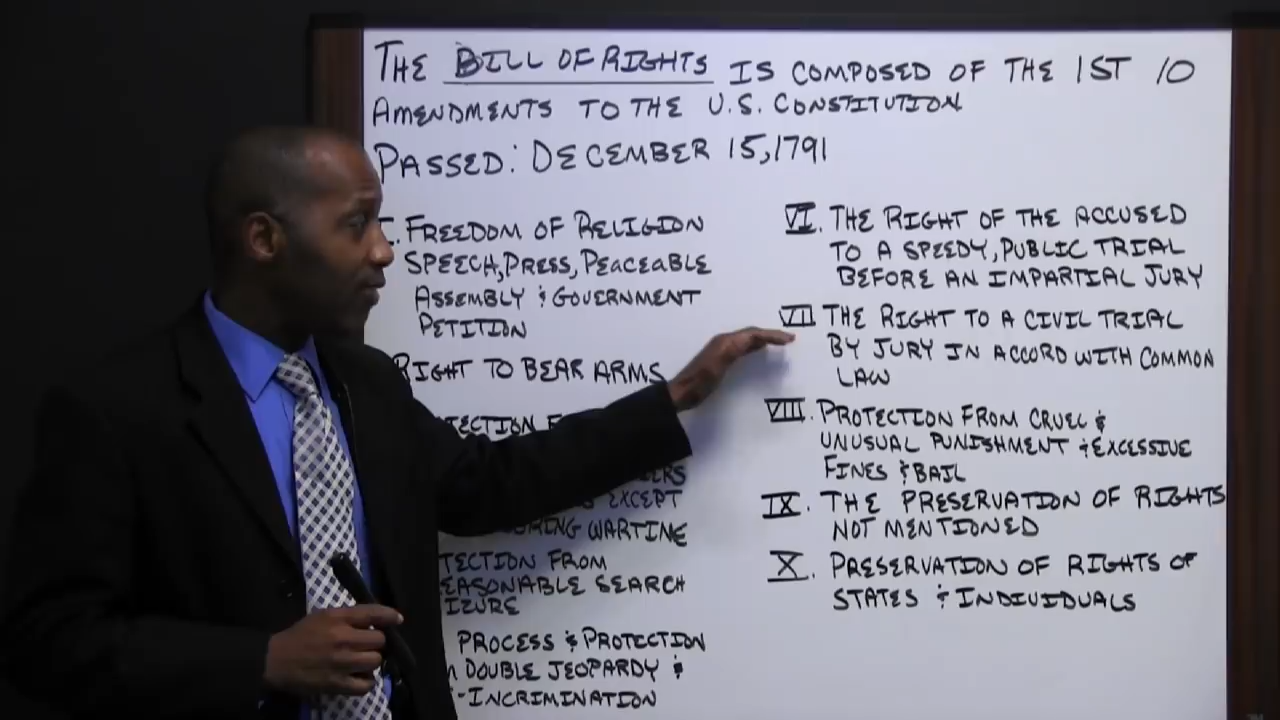 THE BILL OF RIGHTS IS COMPOSED OF THE 1ST 10
AMENDMENTS TO THE U.S. CONSTITUTION
PASSED: DECEMBER 15, 1791
I. FREEDOM OF RELIGION
SPEECH, PRESS, PEACEABLE
ASSEMBLY & GOVERNMENT
PETITION
RIGHT TO BEAR ARMS
EXCEPT
WARTINE
TECTION FROM
EASONABLE SEARCH
IZURE
PROCESS & PROTECTION
DOUBLE JEOPARDY &
-INCRIMINATION
VI. THE RIGHT OF THE ACCUSED
TO A SPEEDY, PUBLIC TRIAL
BEFORE AN IMPARTIAL JURY
VII. THE RIGHT TO A CIVIL TRIAL
BY JURY IN ACCORD WITH COMMON
LAW
VIII. PROTECTION FROM CRUEL &
UNUSUAL PUNISHMENT & EXCESSIVE
FINES & BAIL
IX. THE PRESERVATION OF RIGHTS
NOT MENTIONED
X. PRESERVATION OF RIGHTS OF
STATES & INDIVIDUALS